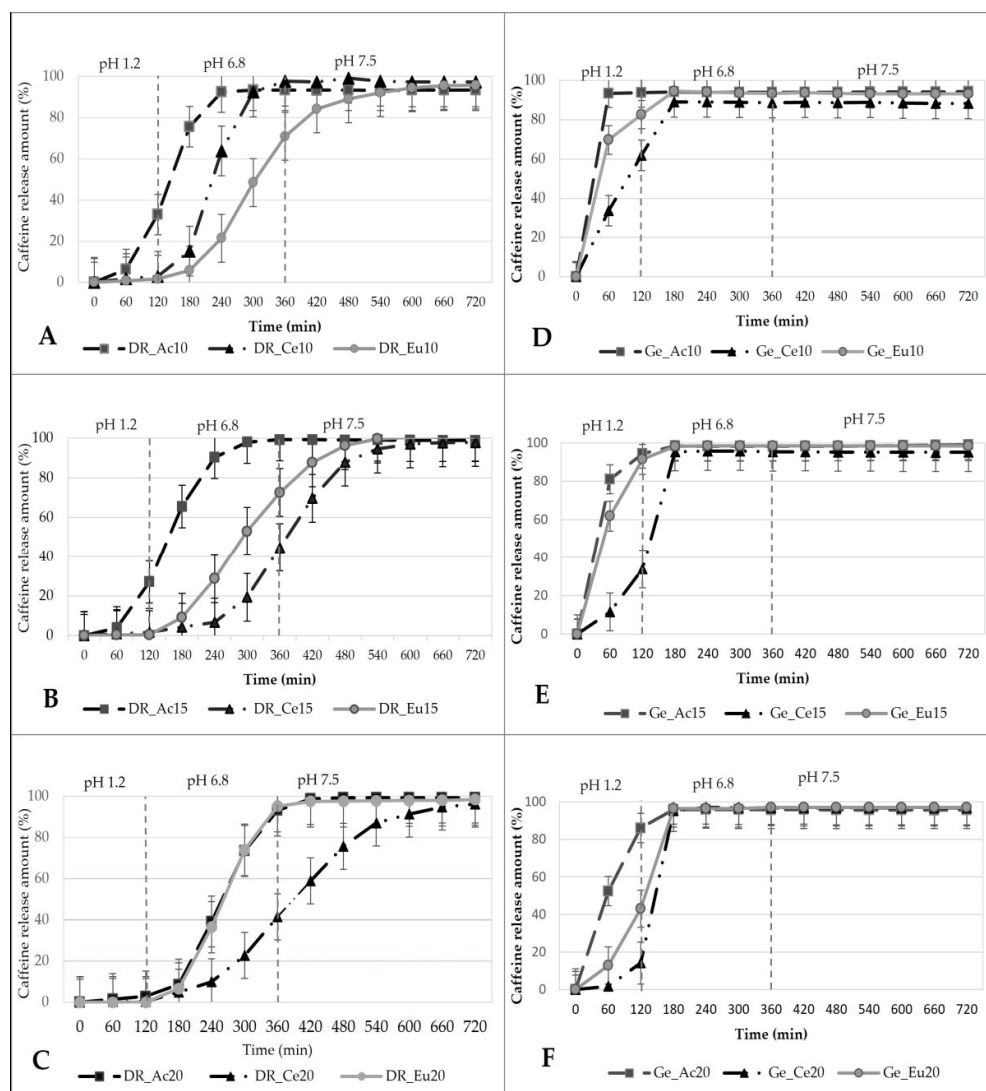 pH 1.2 pH 6.8 pH 7.5
Caffeine release amount (%)
100
80
60
40
20
0
0 60 120 180 240 300 360 420 480 540 600 660 720
Time (min)
A
DR_Ac10 DR_Ce10 DR_Eu10
pH 1.2 pH 6.8 pH 7.5
Caffeine release amount (%)
100
80
60
40
20
0
0 60 120 180 240 300 360 420 480 540 600 660 720
Time (min)
D
Ge_Ac10 Ge_Ce10 Ge_Eu10
pH 1.2 pH 6.8 pH 7.5
Caffeine release amount (%)
100
80
60
40
20
0
0 60 120 180 240 300 360 420 480 540 600 660 720
Time (min)
B
DR_Ac15 DR_Ce15 DR_Eu15
pH 1.2 pH 6.8 pH 7.5
Caffeine release amount (%)
100
80
60
40
20
0
0 60 120 180 240 300 360 420 480 540 600 660 720
Time (min)
E
Ge_Ac15 Ge_Ce15 Ge_Eu15
pH 1.2 pH 6.8 pH 7.5
Caffeine release amount (%)
100
80
60
40
20
0
0 60 120 180 240 300 360 420 480 540 600 660 720
Time (min)
C
DR_Ac20 DR_Ce20 DR_Eu20
pH 1.2 pH 6.8 pH 7.5
Caffeine release amount (%)
100
80
60
40
20
0
0 60 120 180 240 300 360 420 480 540 600 660 720
Time (min)
F
Ge_Ac20 Ge_Ce20 Ge_Eu20